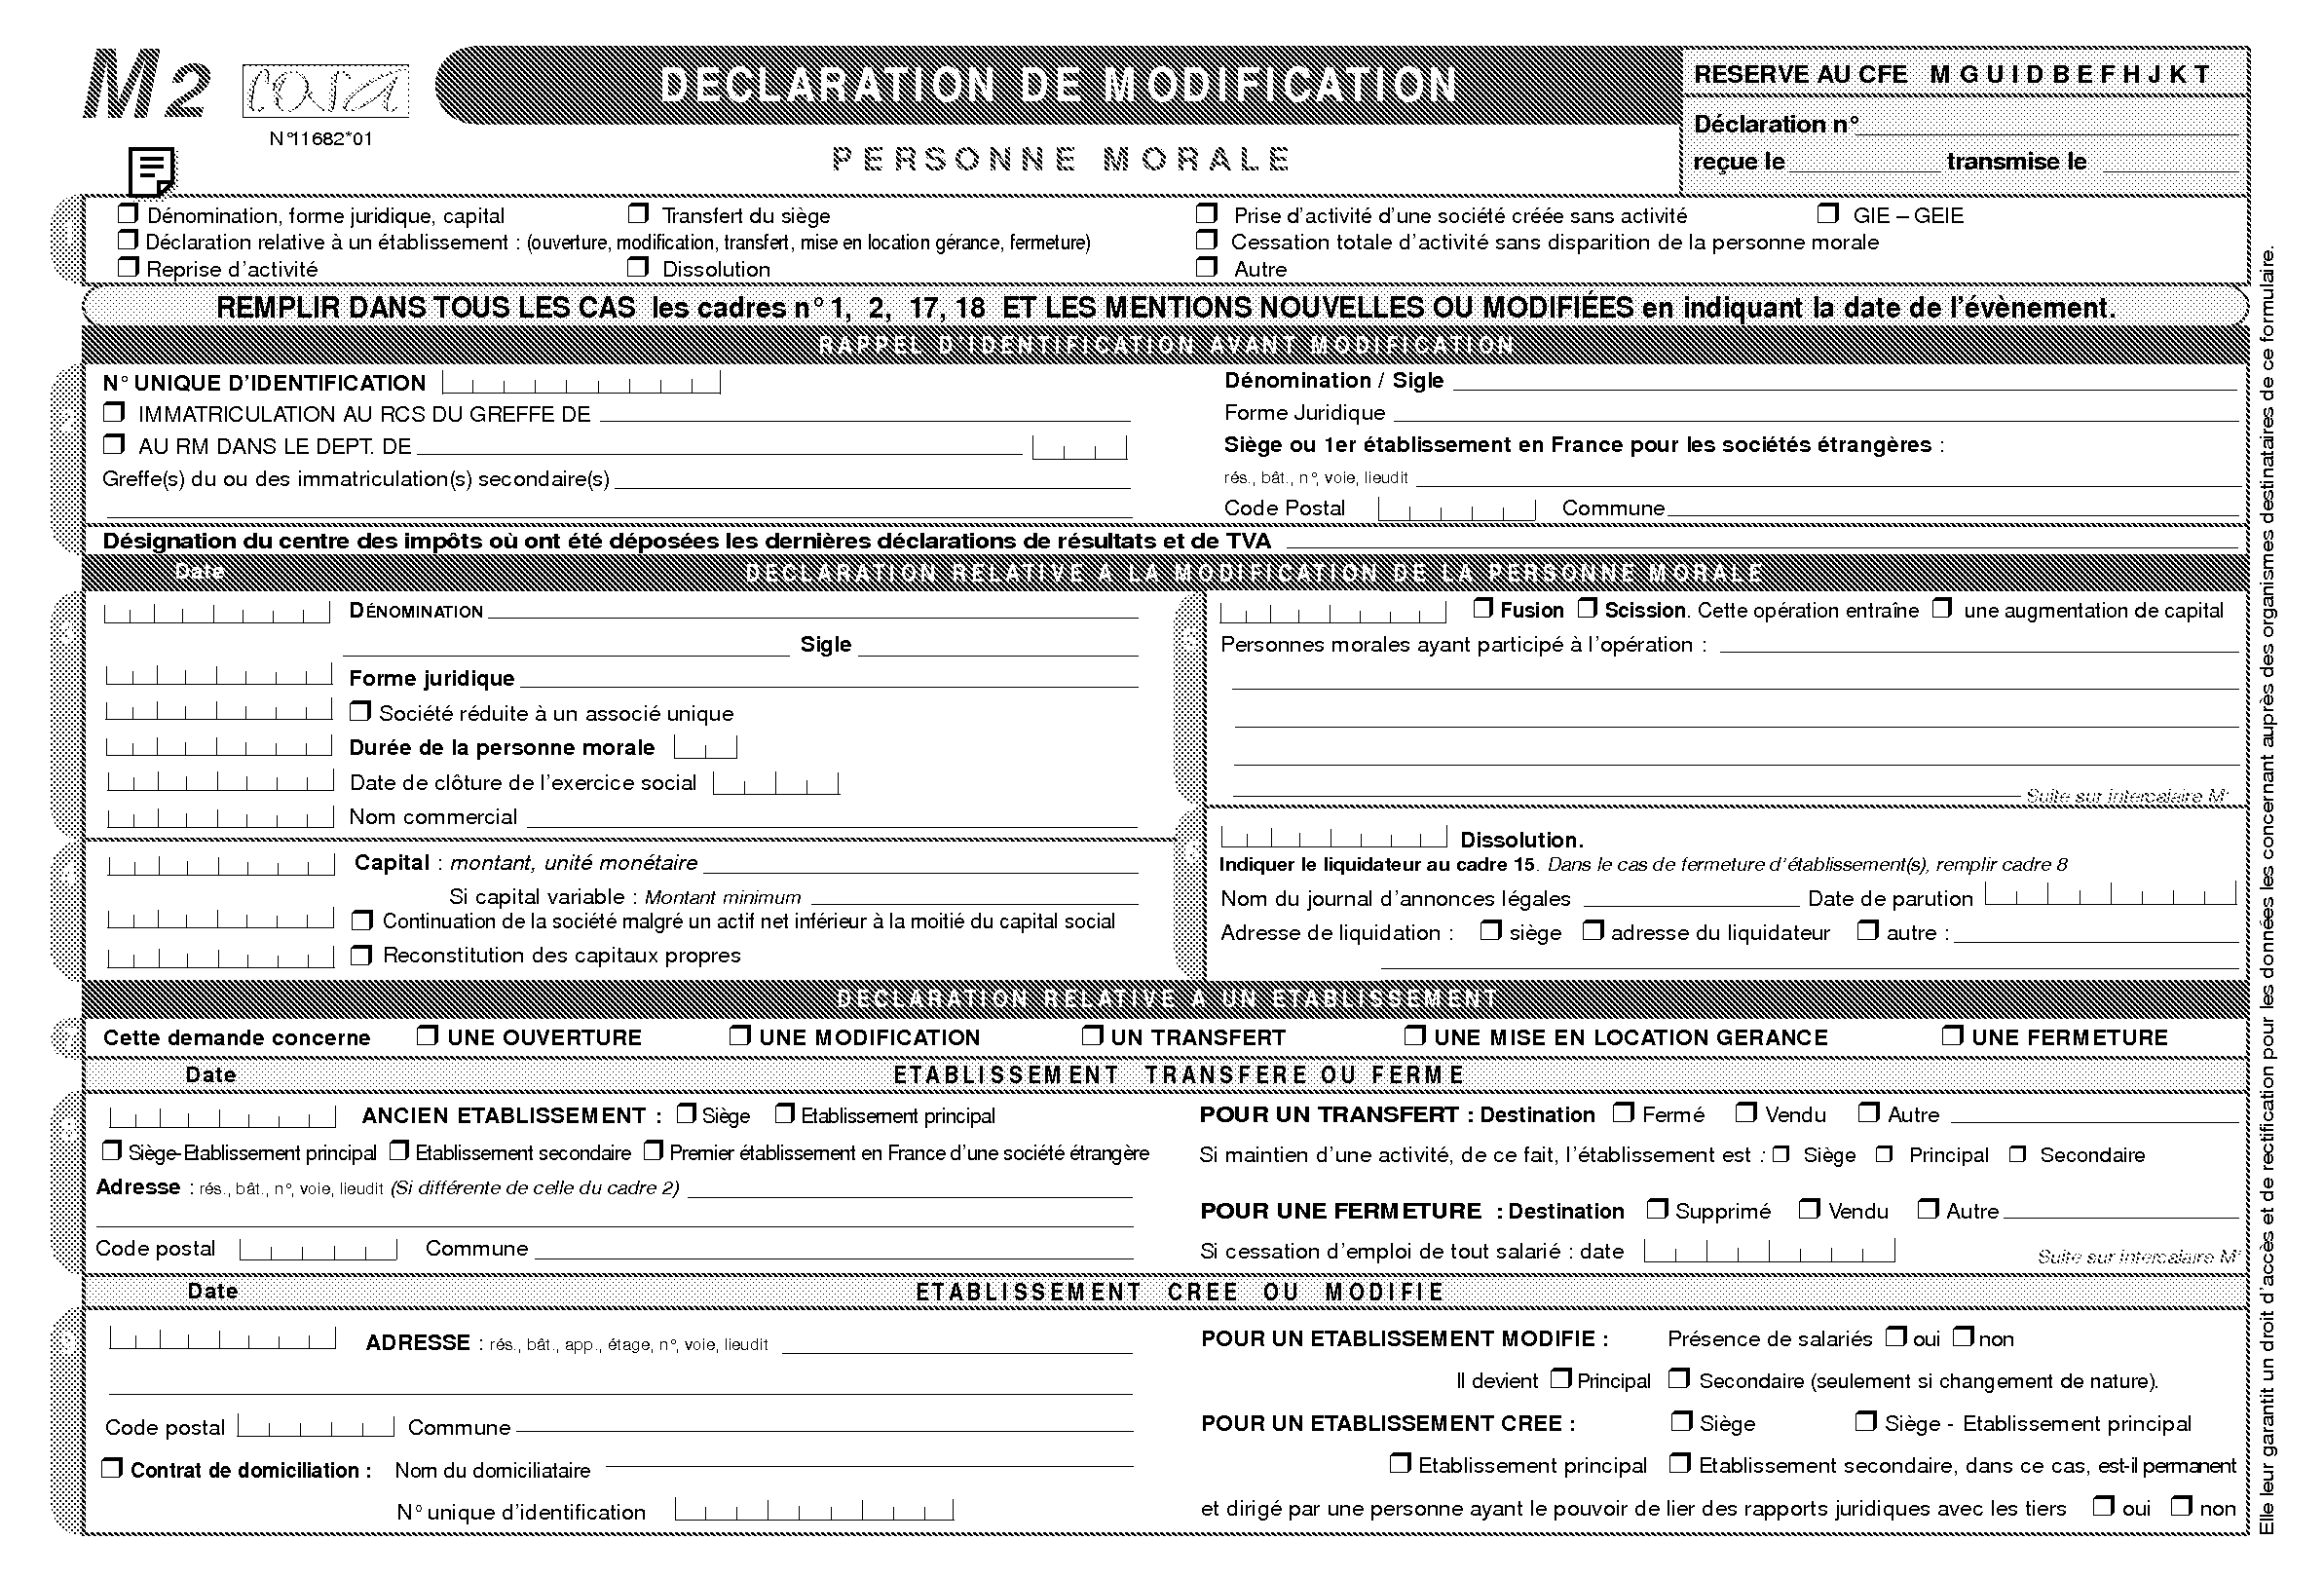 M2 cerfa DECLARATION DE MODIFICATION RESERVE AU CFE M G U I D B E F H J K T
N°11682*01
PERSONNE MORALE
Déclaration n°
reçue le transmise le
Dénomination, forme juridique, capital Transfert du siège Prise d'activité d'une société créée sans activité GIE – GEIE
Déclaration relative à un établissement : (ouverture, modification, transfert, mise en location gérance, fermeture) Cessation totale d'activité sans disparition de la personne morale
Reprise d'activité Dissolution Autre
REMPLIR DANS TOUS LES CAS les cadres n° 1, 2, 17, 18 ET LES MENTIONS NOUVELLES OU MODIFIÉES en indiquant la date de l'évènement.
RAPPEL D'IDENTIFICATION AVANT MODIFICATION
N° UNIQUE D'IDENTIFICATION
IMMATRICULATION AU RCS DU GREFFE DE
AU RM DANS LE DEPT. DE
Greffe(s) du ou des immatriculation(s) secondaire(s)
Dénomination / Sigle
Forme Juridique
Siège ou 1er établissement en France pour les sociétés étrangères :
rés., bât., n°, voie, lieudit
Code Postal Commune
Désignation du centre des impôts où ont été déposées les dernières déclarations de résultats et de TVA
Date DECLARATION RELATIVE A LA MODIFICATION DE LA PERSONNE MORALE
DÉNOMINATION
Sigle
Forme juridique
Société réduite à un associé unique
Durée de la personne morale
Date de clôture de l'exercice social
Nom commercial
Capital : montant, unité monétaire
Si capital variable : Montant minimum
Continuation de la société malgré un actif net inférieur à la moitié du capital social
Reconstitution des capitaux propres
Fusion Scission. Cette opération entraîne une augmentation de capital
Personnes morales ayant participé à l'opération :
Suite sur intercalaire M'
Dissolution.
Indiquer le liquidateur au cadre 15. Dans le cas de fermeture d'établissement(s), remplir cadre 8
Nom du journal d'annonces légales Date de parution
Adresse de liquidation : siège adresse du liquidateur autre :
DECLARATION RELATIVE A UN ETABLISSEMENT
Cette demande concerne UNE OUVERTURE UNE MODIFICATION UN TRANSFERT UNE MISE EN LOCATION GERANCE UNE FERMETURE
Date ETABLISSEMENT TRANSFERE OU FERME
ANCIEN ETABLISSEMENT : Siège Etablissement principal
Siège-Etablissement principal Etablissement secondaire Premier établissement en France d'une société étrangère
Adresse : rés., bât., n°, voie, lieudit (Si différente de celle du cadre 2)
Code postal Commune
POUR UN TRANSFERT : Destination Fermé Vendu Autre
Si maintien d'une activité, de ce fait, l'établissement est : Siège Principal Secondaire
POUR UNE FERMETURE : Destination Supprimé Vendu Autre
Si cessation d'emploi de tout salarié : date
Suite sur intercalaire M'
Date ETABLISSEMENT CREE OU MODIFIE
ADRESSE : rés., bât., app., étage, n°, voie, lieudit
Code postal Commune
Contrat de domiciliation : Nom du domiciliataire
N° unique d'identification
POUR UN ETABLISSEMENT MODIFIE : Présence de salariés oui non
Il devient Principal Secondaire (seulement si changement de nature).
POUR UN ETABLISSEMENT CREE : Siège Siège - Etablissement principal
Etablissement principal Etablissement secondaire, dans ce cas, est-il permanent
et dirigé par une personne ayant le pouvoir de lier des rapports juridiques avec les tiers oui non
Elle leur garantit un droit d'accès et de rectification pour les données les concernant auprès des organismes destinataires de ce formulaire.